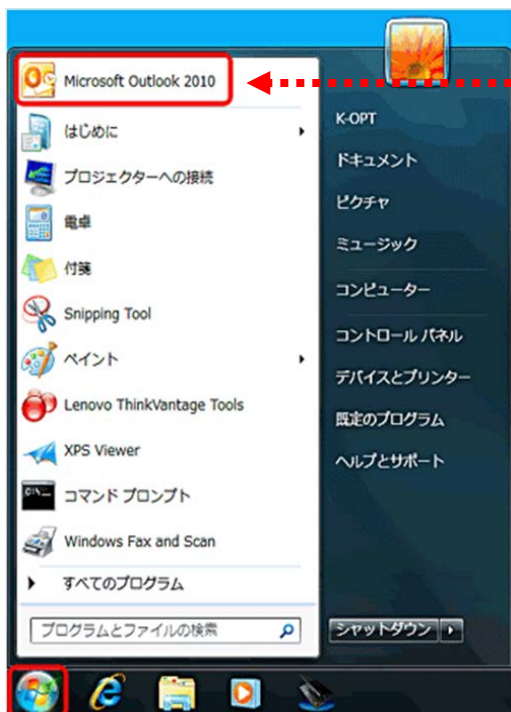 Microsoft Outlook 2010
はじめに
プロジェクターへの接続
電卓
付箋
Snipping Tool
ペイント
Lenovo ThinkVantage Tools
XPS Viewer
コマンド プロンプト
Windows Fax and Scan
すべてのプログラム
プログラムとファイルの検索
K-OPT
ドキュメント
ピクチャ
ミュージック
コンピューター
コントロール パネル
デバイスとプリンター
既定のプログラム
ヘルプとサポート
シャットダウン